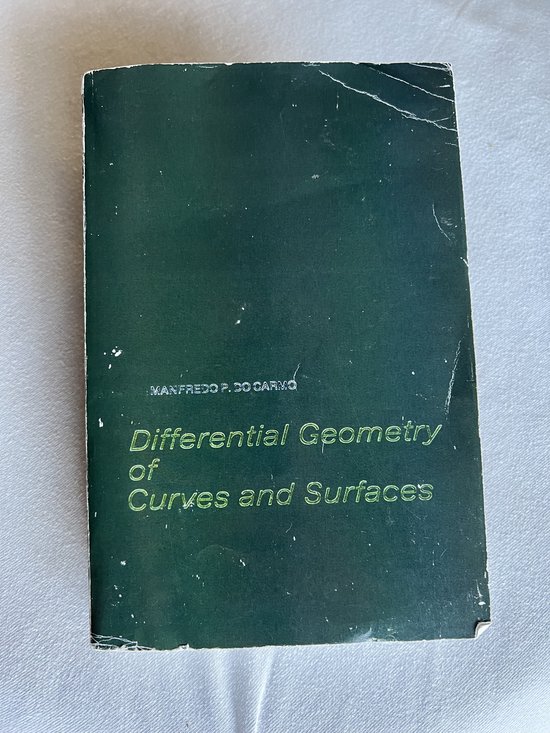 MANFREDO P. DO CARMO
Differential Geometry
of
Curves and Surfaces